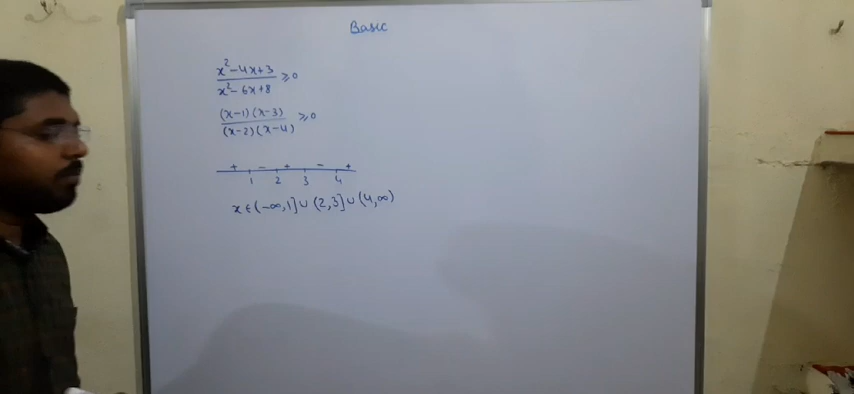 Basic
x²-4x+3 / x²-6x+8 ⩾0
(x-1)(x-3) / (x-2)(x-4) ⩾0
+ - + - +
1 2 3 4
x ∈ (-∞,1] ∪ (2,3] ∪ (4,∞)